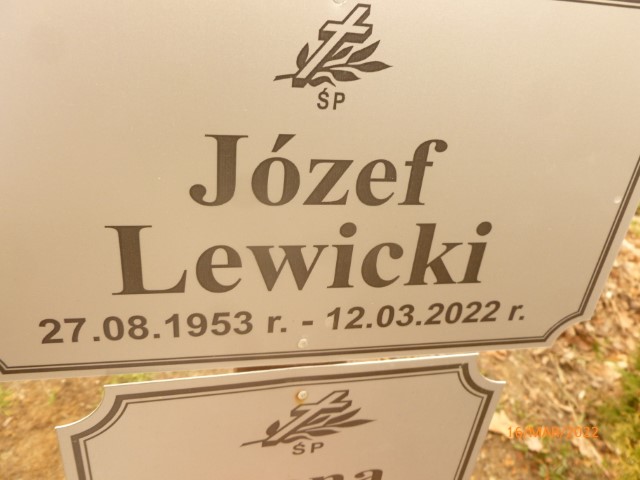 ŚP
Józef
Lewicki
27.08.1953 r. - 12.03.2022 r.
ŚP